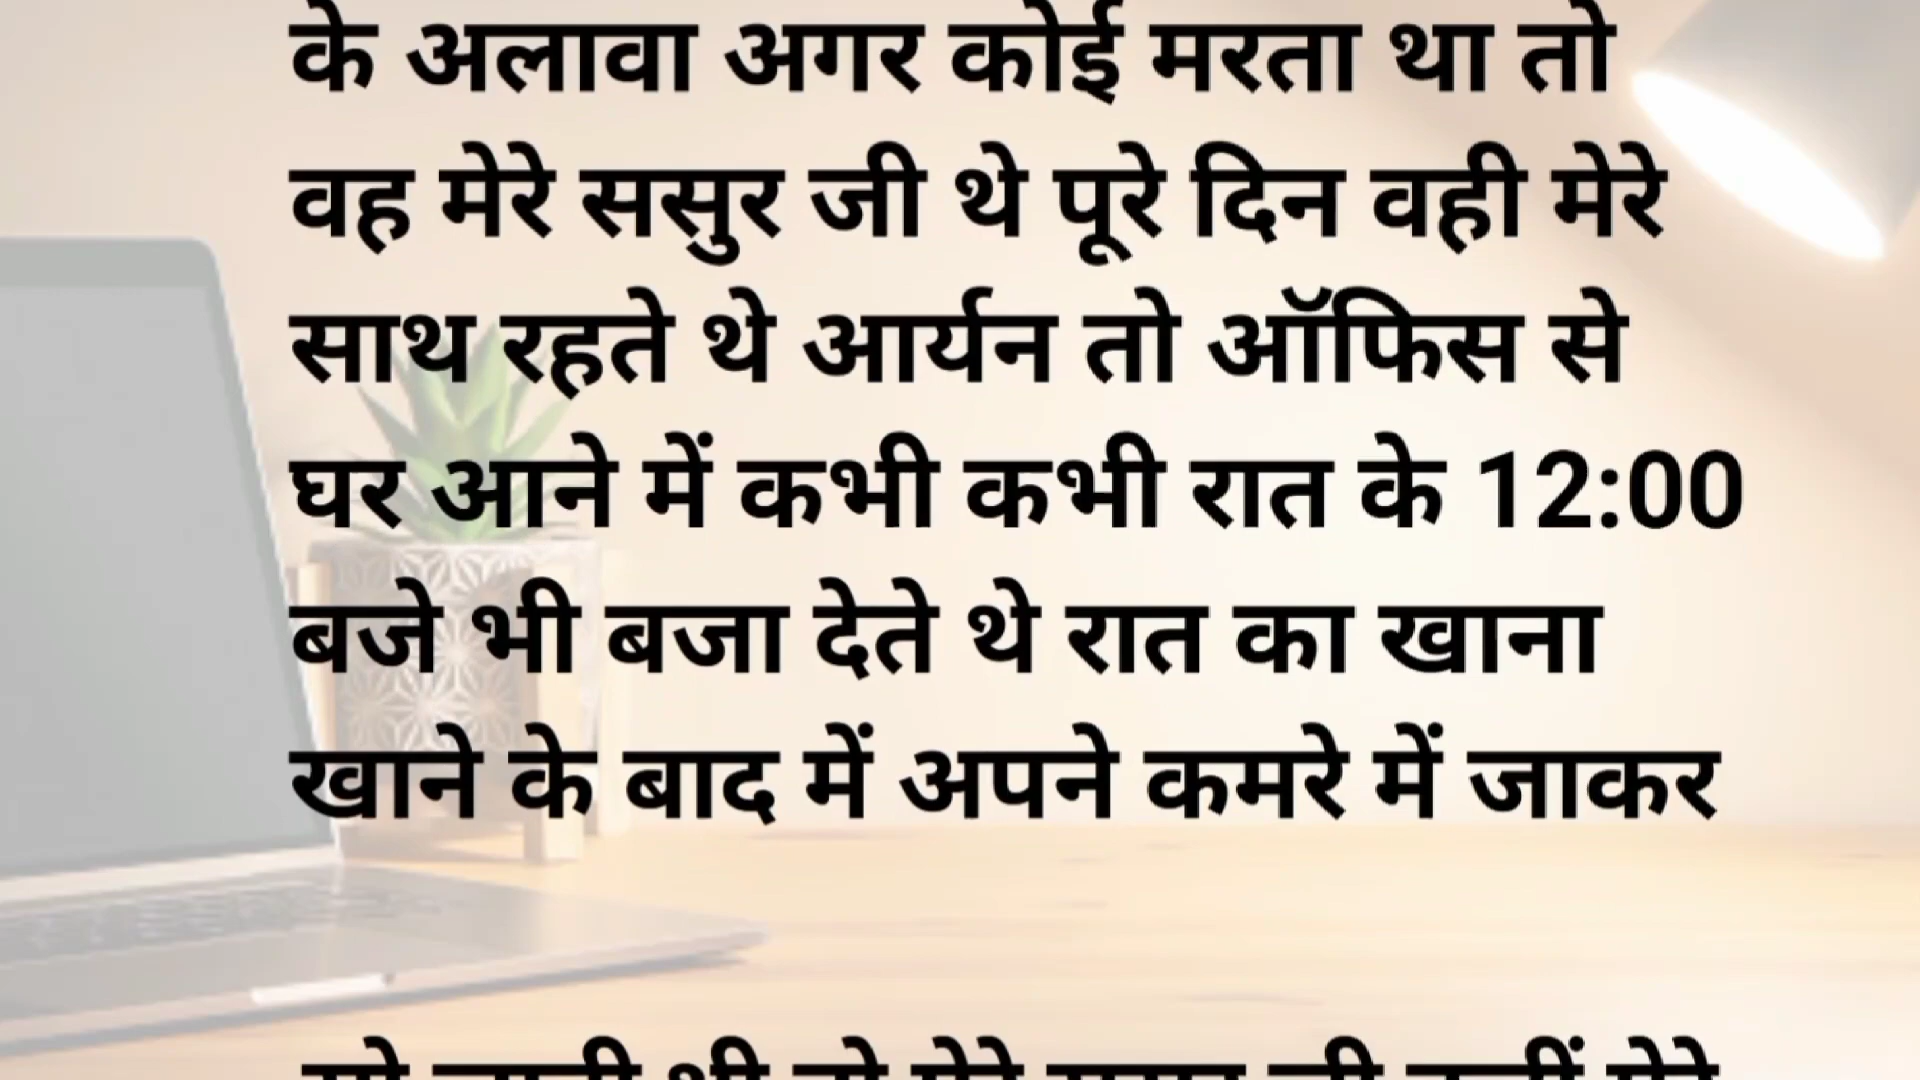 के अलावा अगर कोई मरता था तो
वह मेरे ससुर जी थे पूरे दिन वही मेरे
साथ रहते थे आर्यन तो ऑफिस से
घर आने में कभी कभी रात के 12:00
बजे भी बजा देते थे रात का खाना
खाने के बाद में अपने कमरे में जाकर